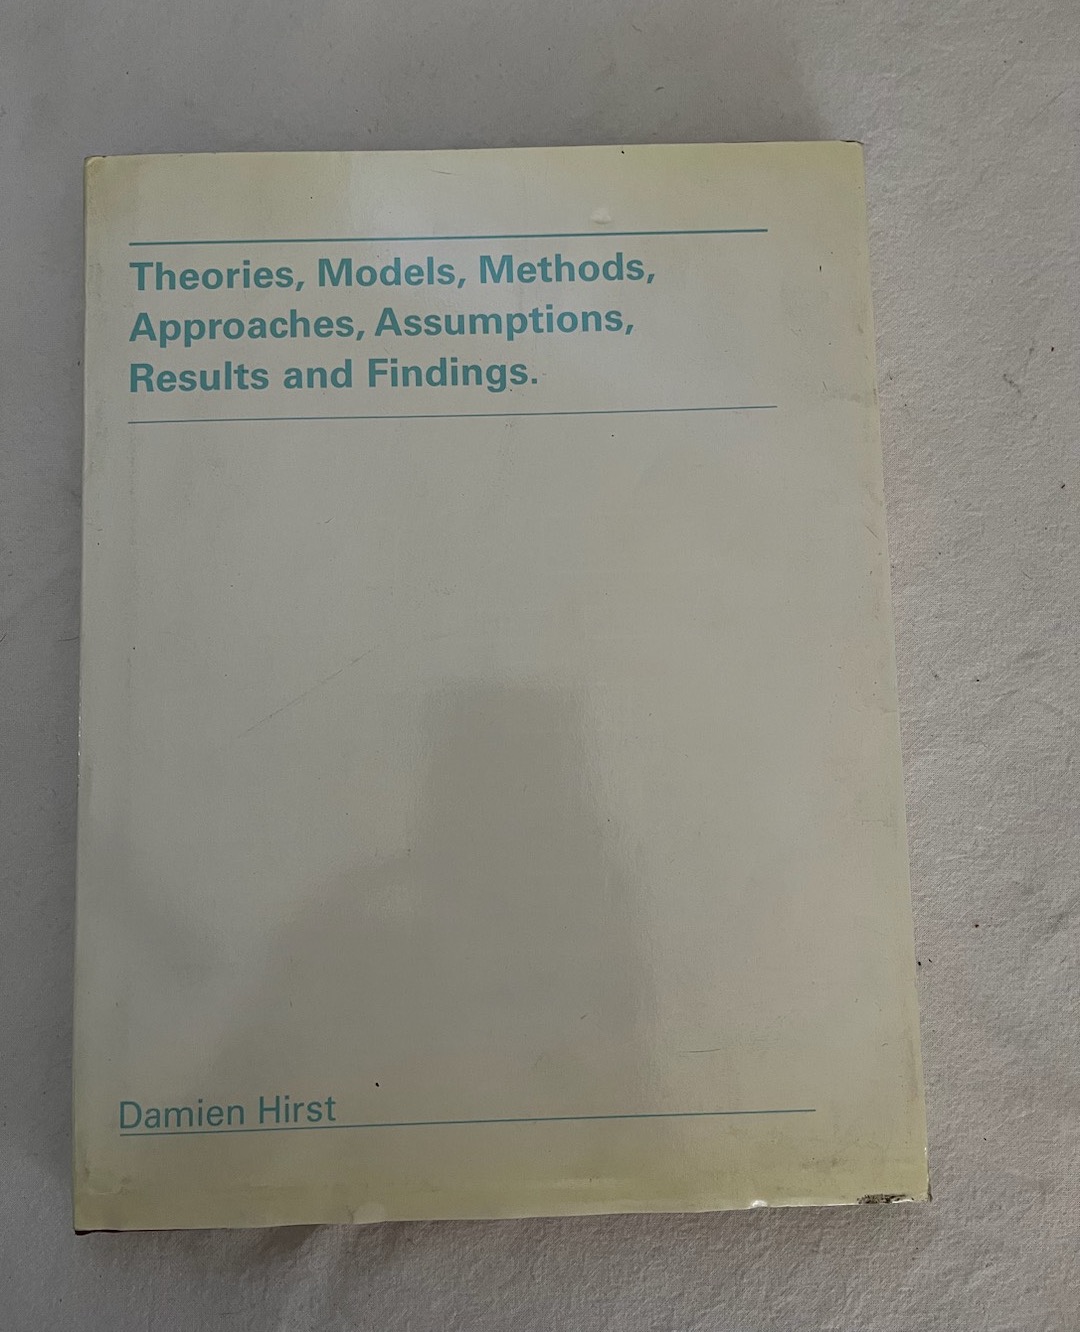 Theories, Models, Methods,
Approaches, Assumptions,
Results and Findings.
Damien Hirst